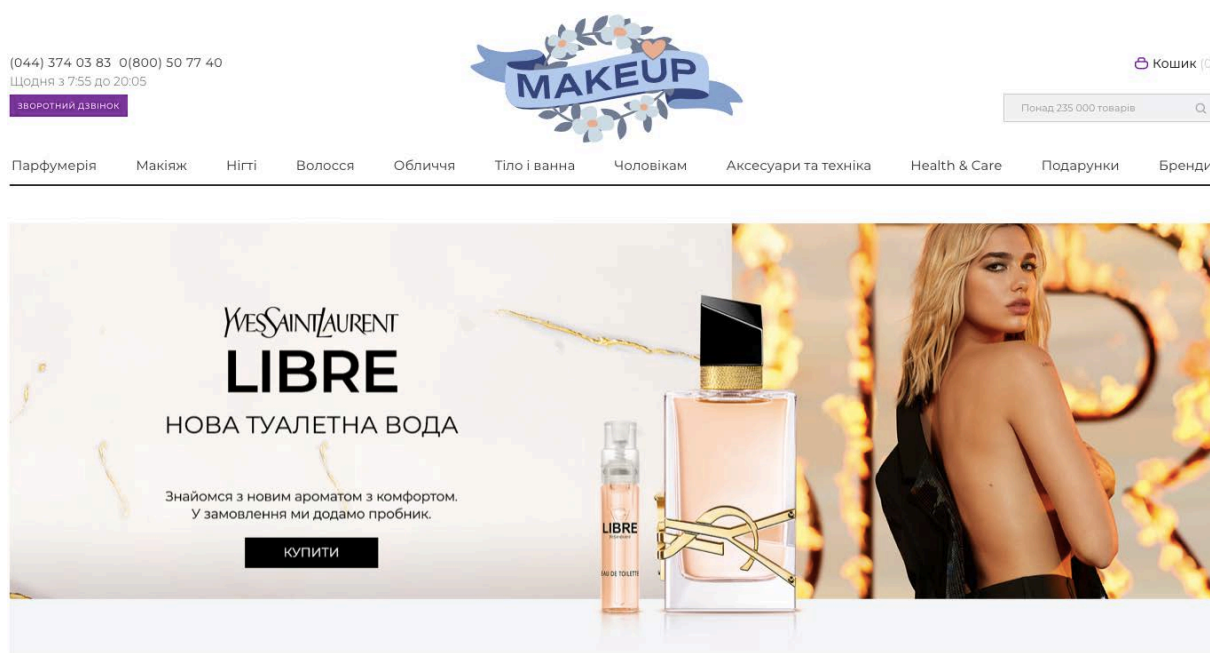 (044) 374 03 83 0(800) 50 77 40
Щодня з 7:55 до 20:05
ЗВОРОТНИЙ ДЗВІНОК
MAKEUP
Кошик (0
Понад 235 000 товарів
Парфумерія Макіяж Нігті Волосся Обличчя Тіло і ванна Чоловікам Аксесуари та техніка Health & Care Подарунки Бренди
YVESSAINTLAURENT
LIBRE
НОВА ТУАЛЕТНА ВОДА
Знайомся з новим ароматом з комфортом.
У замовлення ми додамо пробник.
КУПИТИ
LIBRE
EAU DE TOILETTE